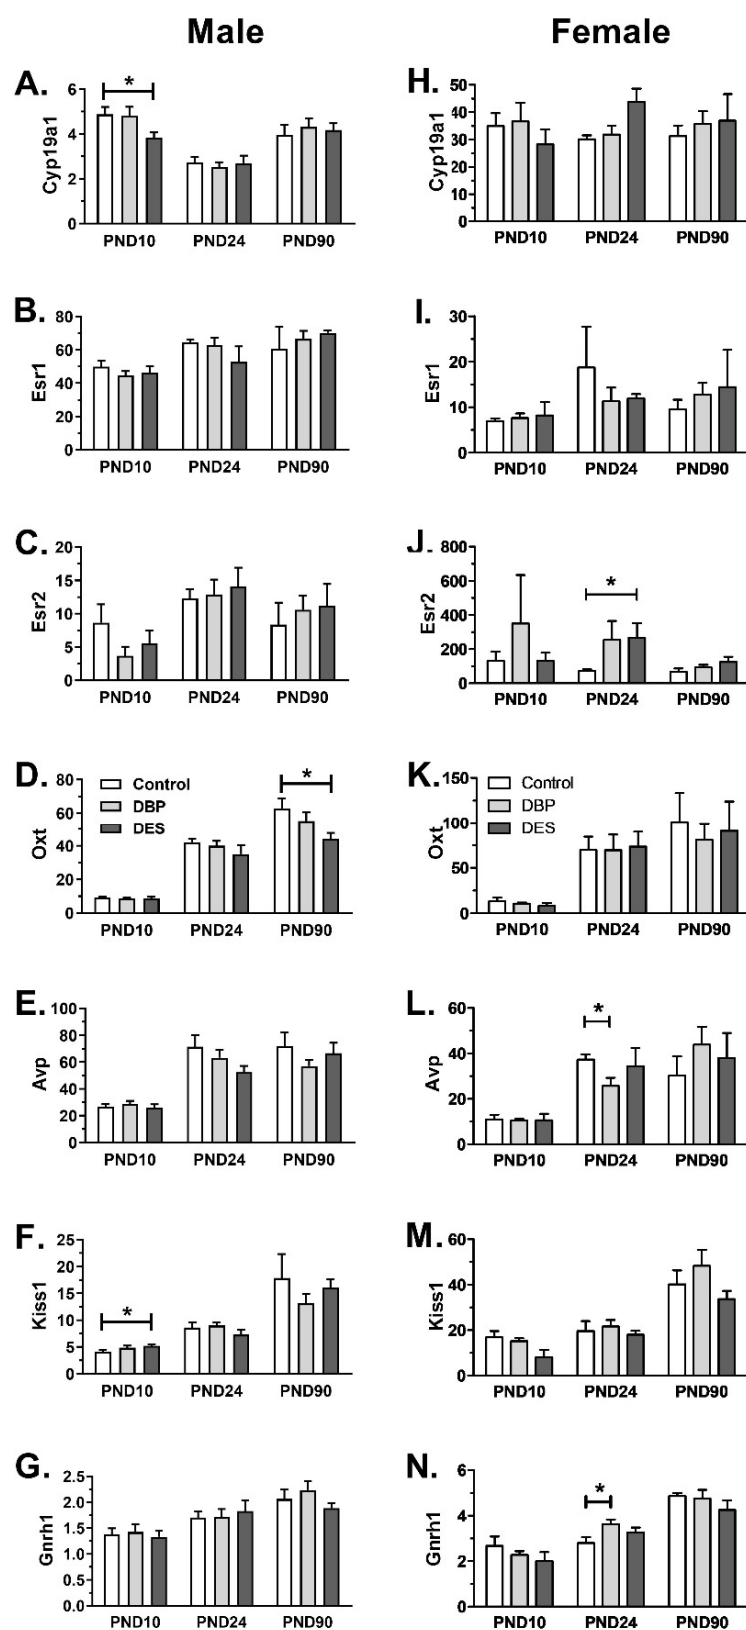 Male
Female
A.
*
Cyp19a1
6
4
2
0
PND10 PND24 PND90
H.
Cyp19a1
50
40
30
20
10
0
PND10 PND24 PND90
B.
Esr1
80
60
40
20
0
PND10 PND24 PND90
I.
Esr1
30
20
10
0
PND10 PND24 PND90
C.
Esr2
20
15
10
5
0
PND10 PND24 PND90
J.
*
Esr2
800
600
400
200
0
PND10 PND24 PND90
D.
*
Oxt
80
60
40
20
0
Control
DBP
DES
PND10 PND24 PND90
K.
Oxt
150
100
50
0
Control
DBP
DES
PND10 PND24 PND90
E.
Avp
100
80
60
40
20
0
PND10 PND24 PND90
L.
*
Avp
60
40
20
0
PND10 PND24 PND90
F.
*
Kiss1
25
20
15
10
5
0
PND10 PND24 PND90
M.
Kiss1
60
40
20
0
PND10 PND24 PND90
G.
Gnrh1
2.5
2.0
1.5
1.0
0.5
0.0
PND10 PND24 PND90
N.
*
Gnrh1
6
4
2
0
PND10 PND24 PND90